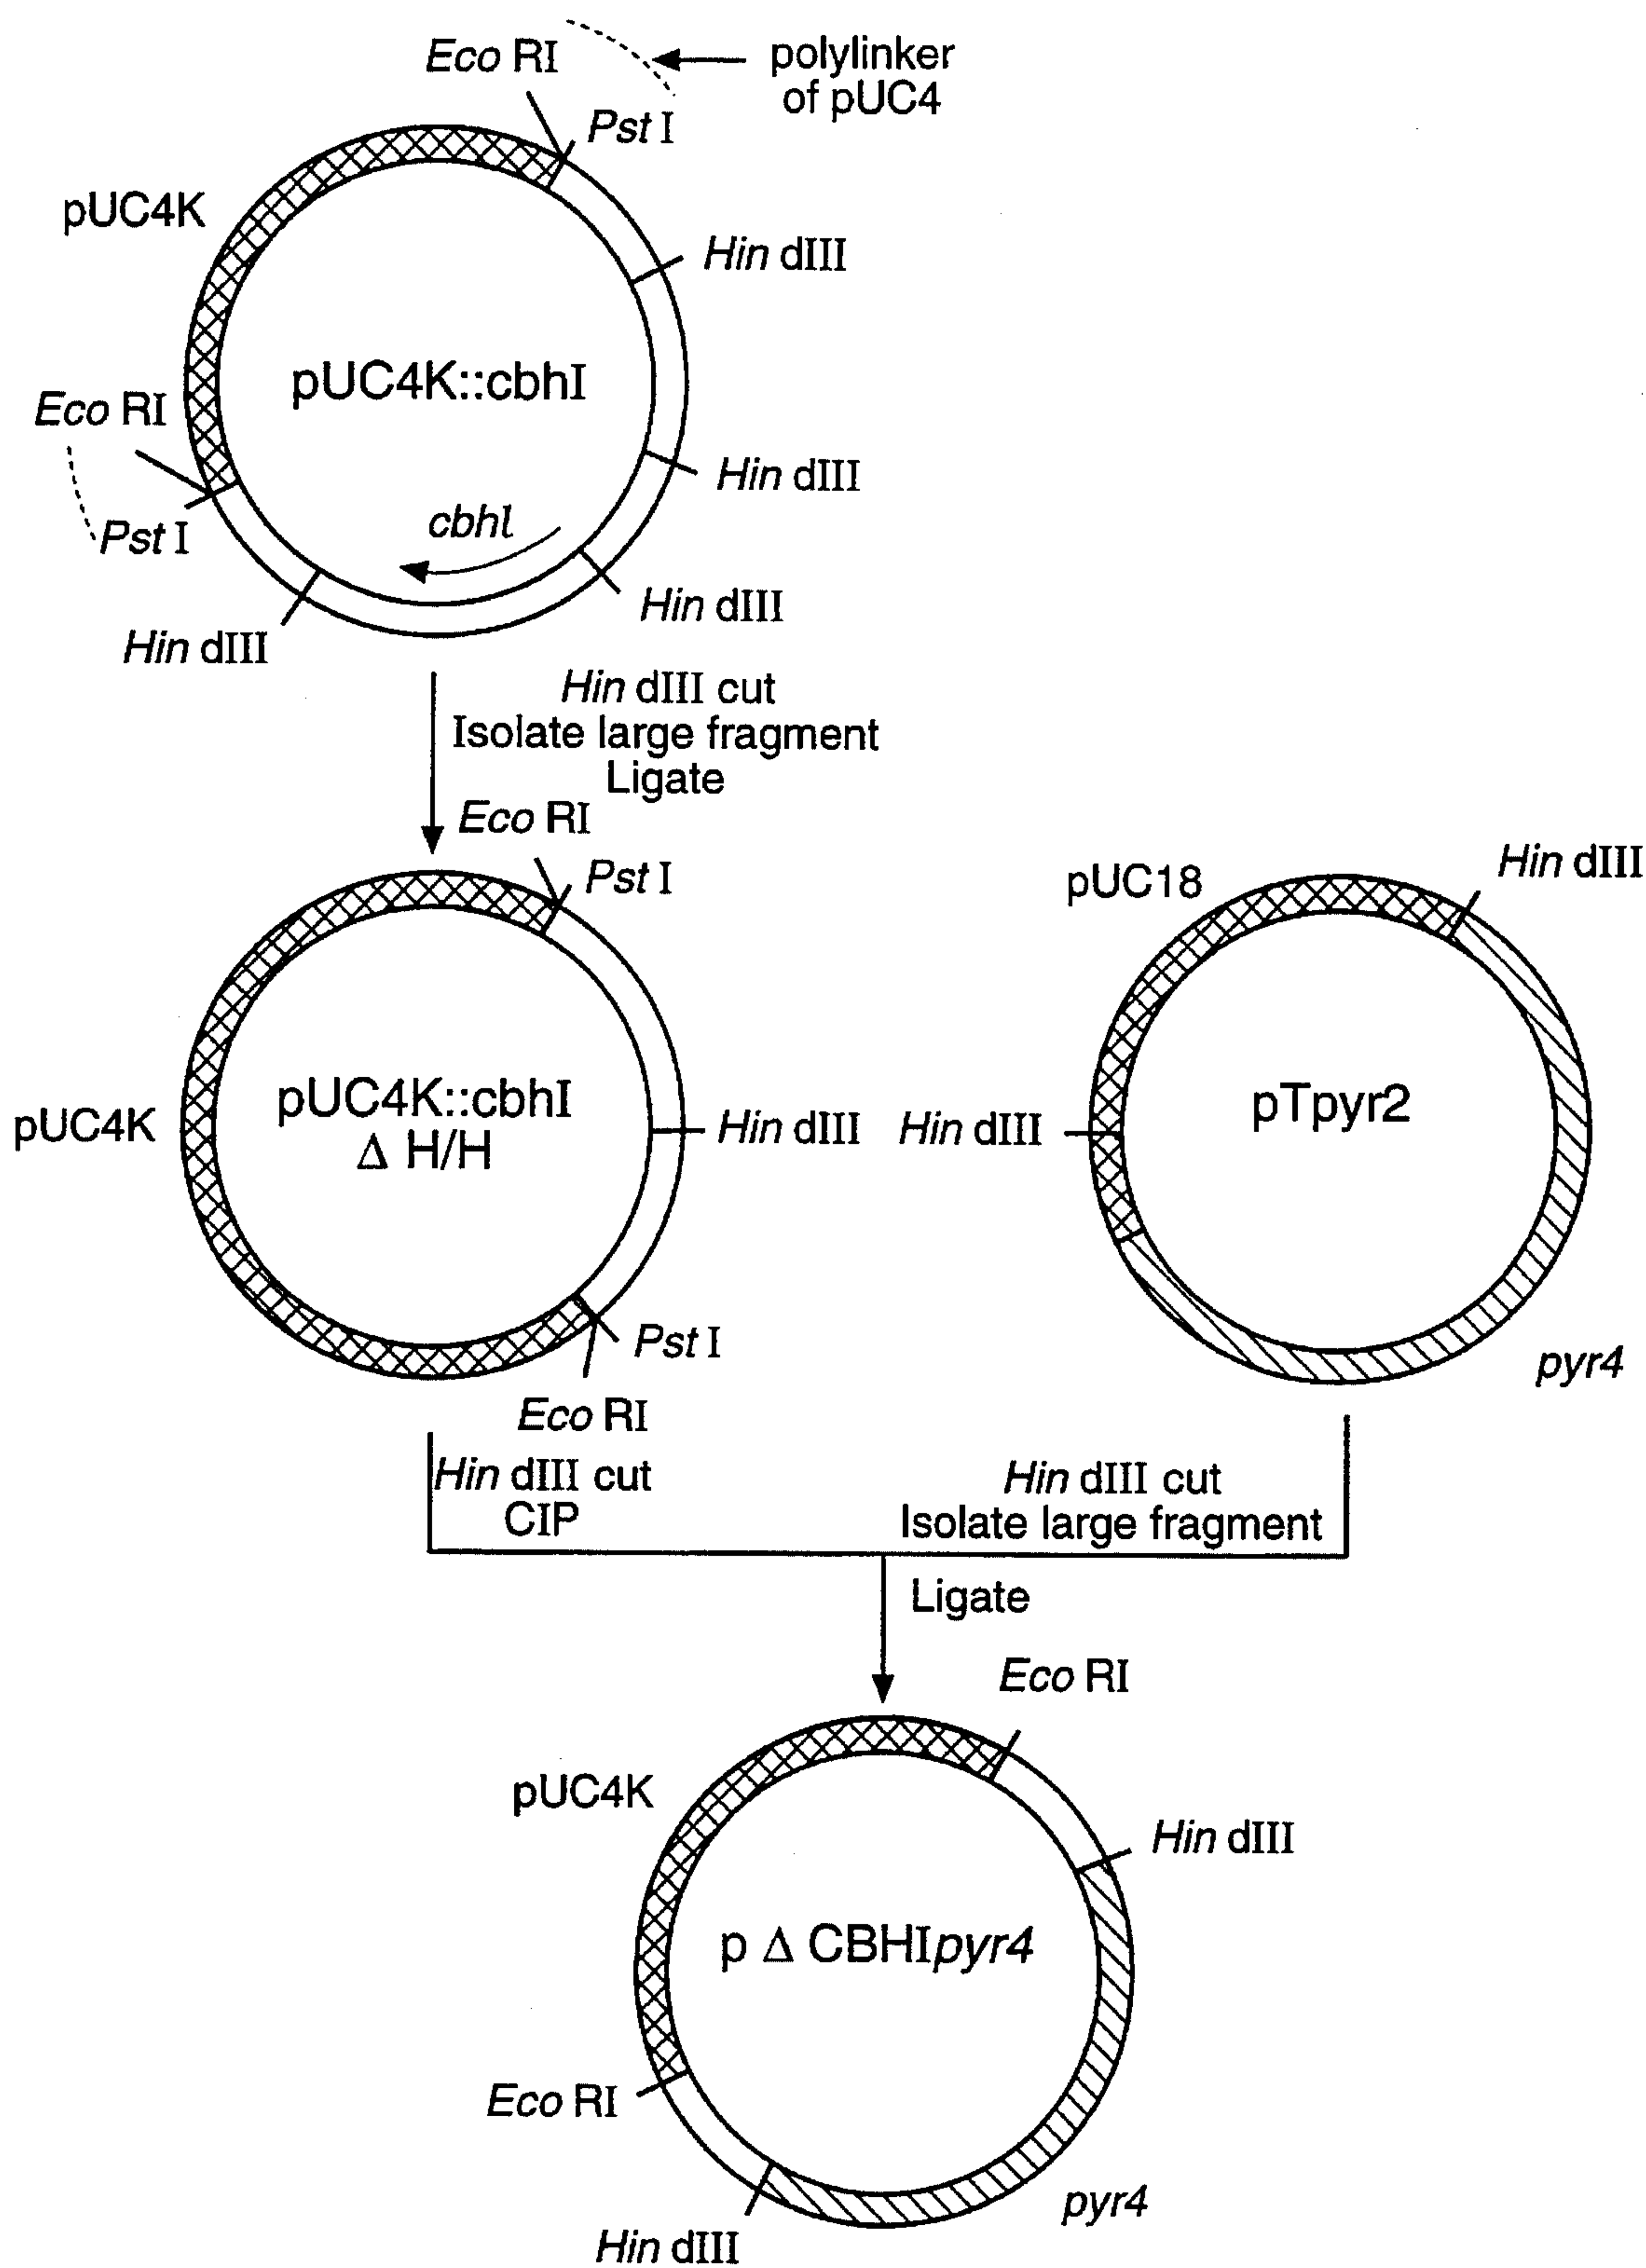 Eco RI
polylinker
of pUC4
Pst I
pUC4K
Hin dIII
pUC4K::cbhI
Eco RI
Hin dIII
cbhl
Pst I
Hin dIII
Hin dIII
Hin dIII cut
Isolate large fragment
Ligate
Eco RI
Pst I
pUC18
Hin dIII
pUC4K::cbhI
Δ H/H
pUC4K
Hin dIII
Hin dIII
pTpyr2
Pst I
Eco RI
pyr4
Hin dIII cut
CIP
Hin dIII cut
Isolate large fragment
Ligate
Eco RI
pUC4K
Hin dIII
p Δ CBHIpyr4
Eco RI
pyr4
Hin dIII